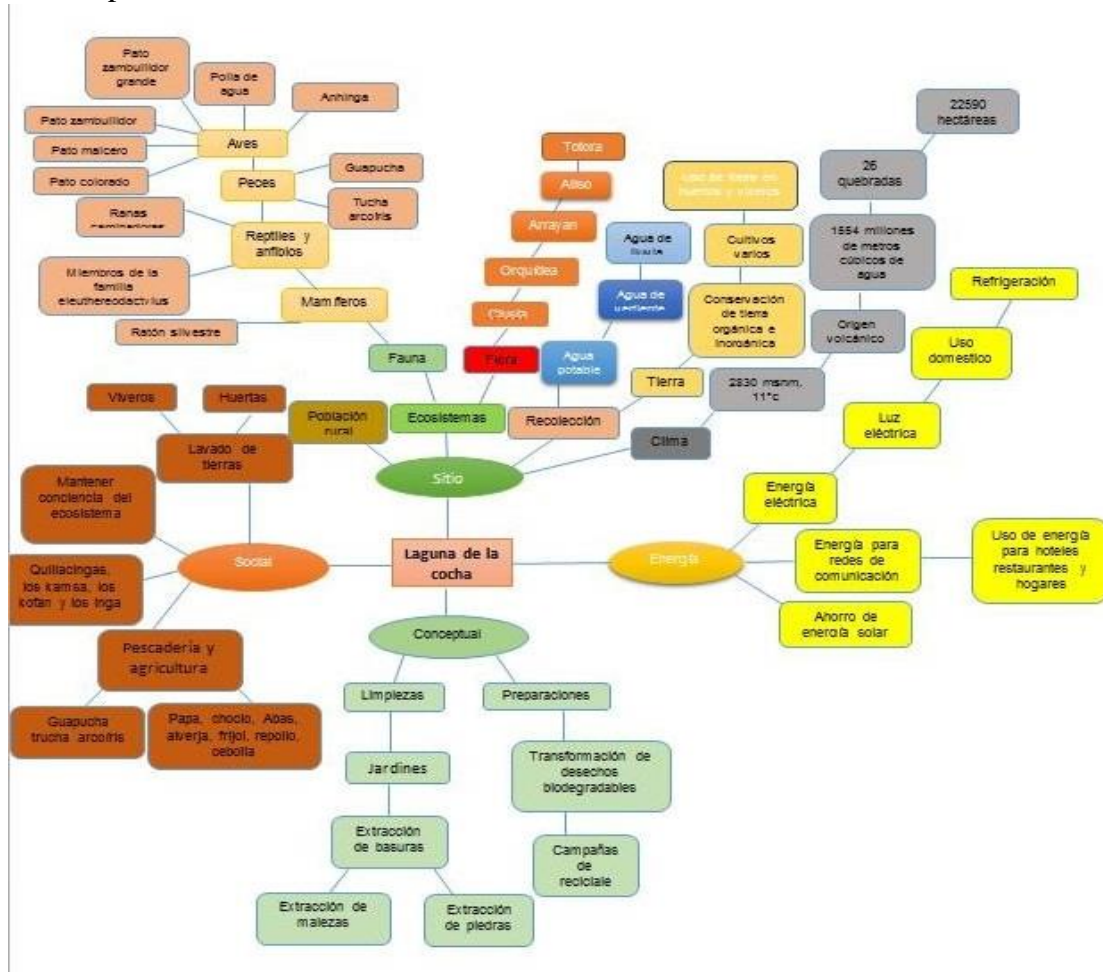 Pato
zambullidor
grande
Polla de
agua
Anhinga
Pato zambullidor
Aves
Pato malcero
Pato colorado
Peces
Guapucha
Tucha
arcoíris
Ranas
Reptiles y
anfibios
Miembros de la
familia
eleuthereodactylus
Mamíferos
Ratón silvestre
Fauna
Totora
Aliso
Arrayan
Orquídea
Flora
Ecosistemas
Agua de
Agua de
vertiente
Agua
potable
Recolección
Cultivos
varios
Conservación
de tierra
orgánica e
inorgánica
Tierra
22590
hectáreas
26
quebradas
1554 millones
de metros
cúbicos de
agua
Origen
volcánico
2830 msnm.
11°c
Clima
Población
rural
Sitio
Viveros
Huertas
Lavado de
tierras
Mantener
conciencia del
ecosistema
Quillacingas,
los kamsa, los
kofan y los inga
Social
Pescadería y
agricultura
Guapucha
trucha arcoíris
Papa, choclo, Abas,
alverja, frijol, repollo,
cebolla
Laguna de la
cocha
Refrigeración
Uso
domestico
Luz
eléctrica
Energía
eléctrica
Energía
Energía para
redes de
comunicación
Uso de energía
para hoteles
restaurantes y
hogares
Ahorro de
energía solar
Conceptual
Limpiezas
Preparaciones
Jardines
Transformación de
desechos
biodegradables
Extracción
de basuras
Campañas
de
reciclaje
Extracción de
malezas
Extracción
de piedras